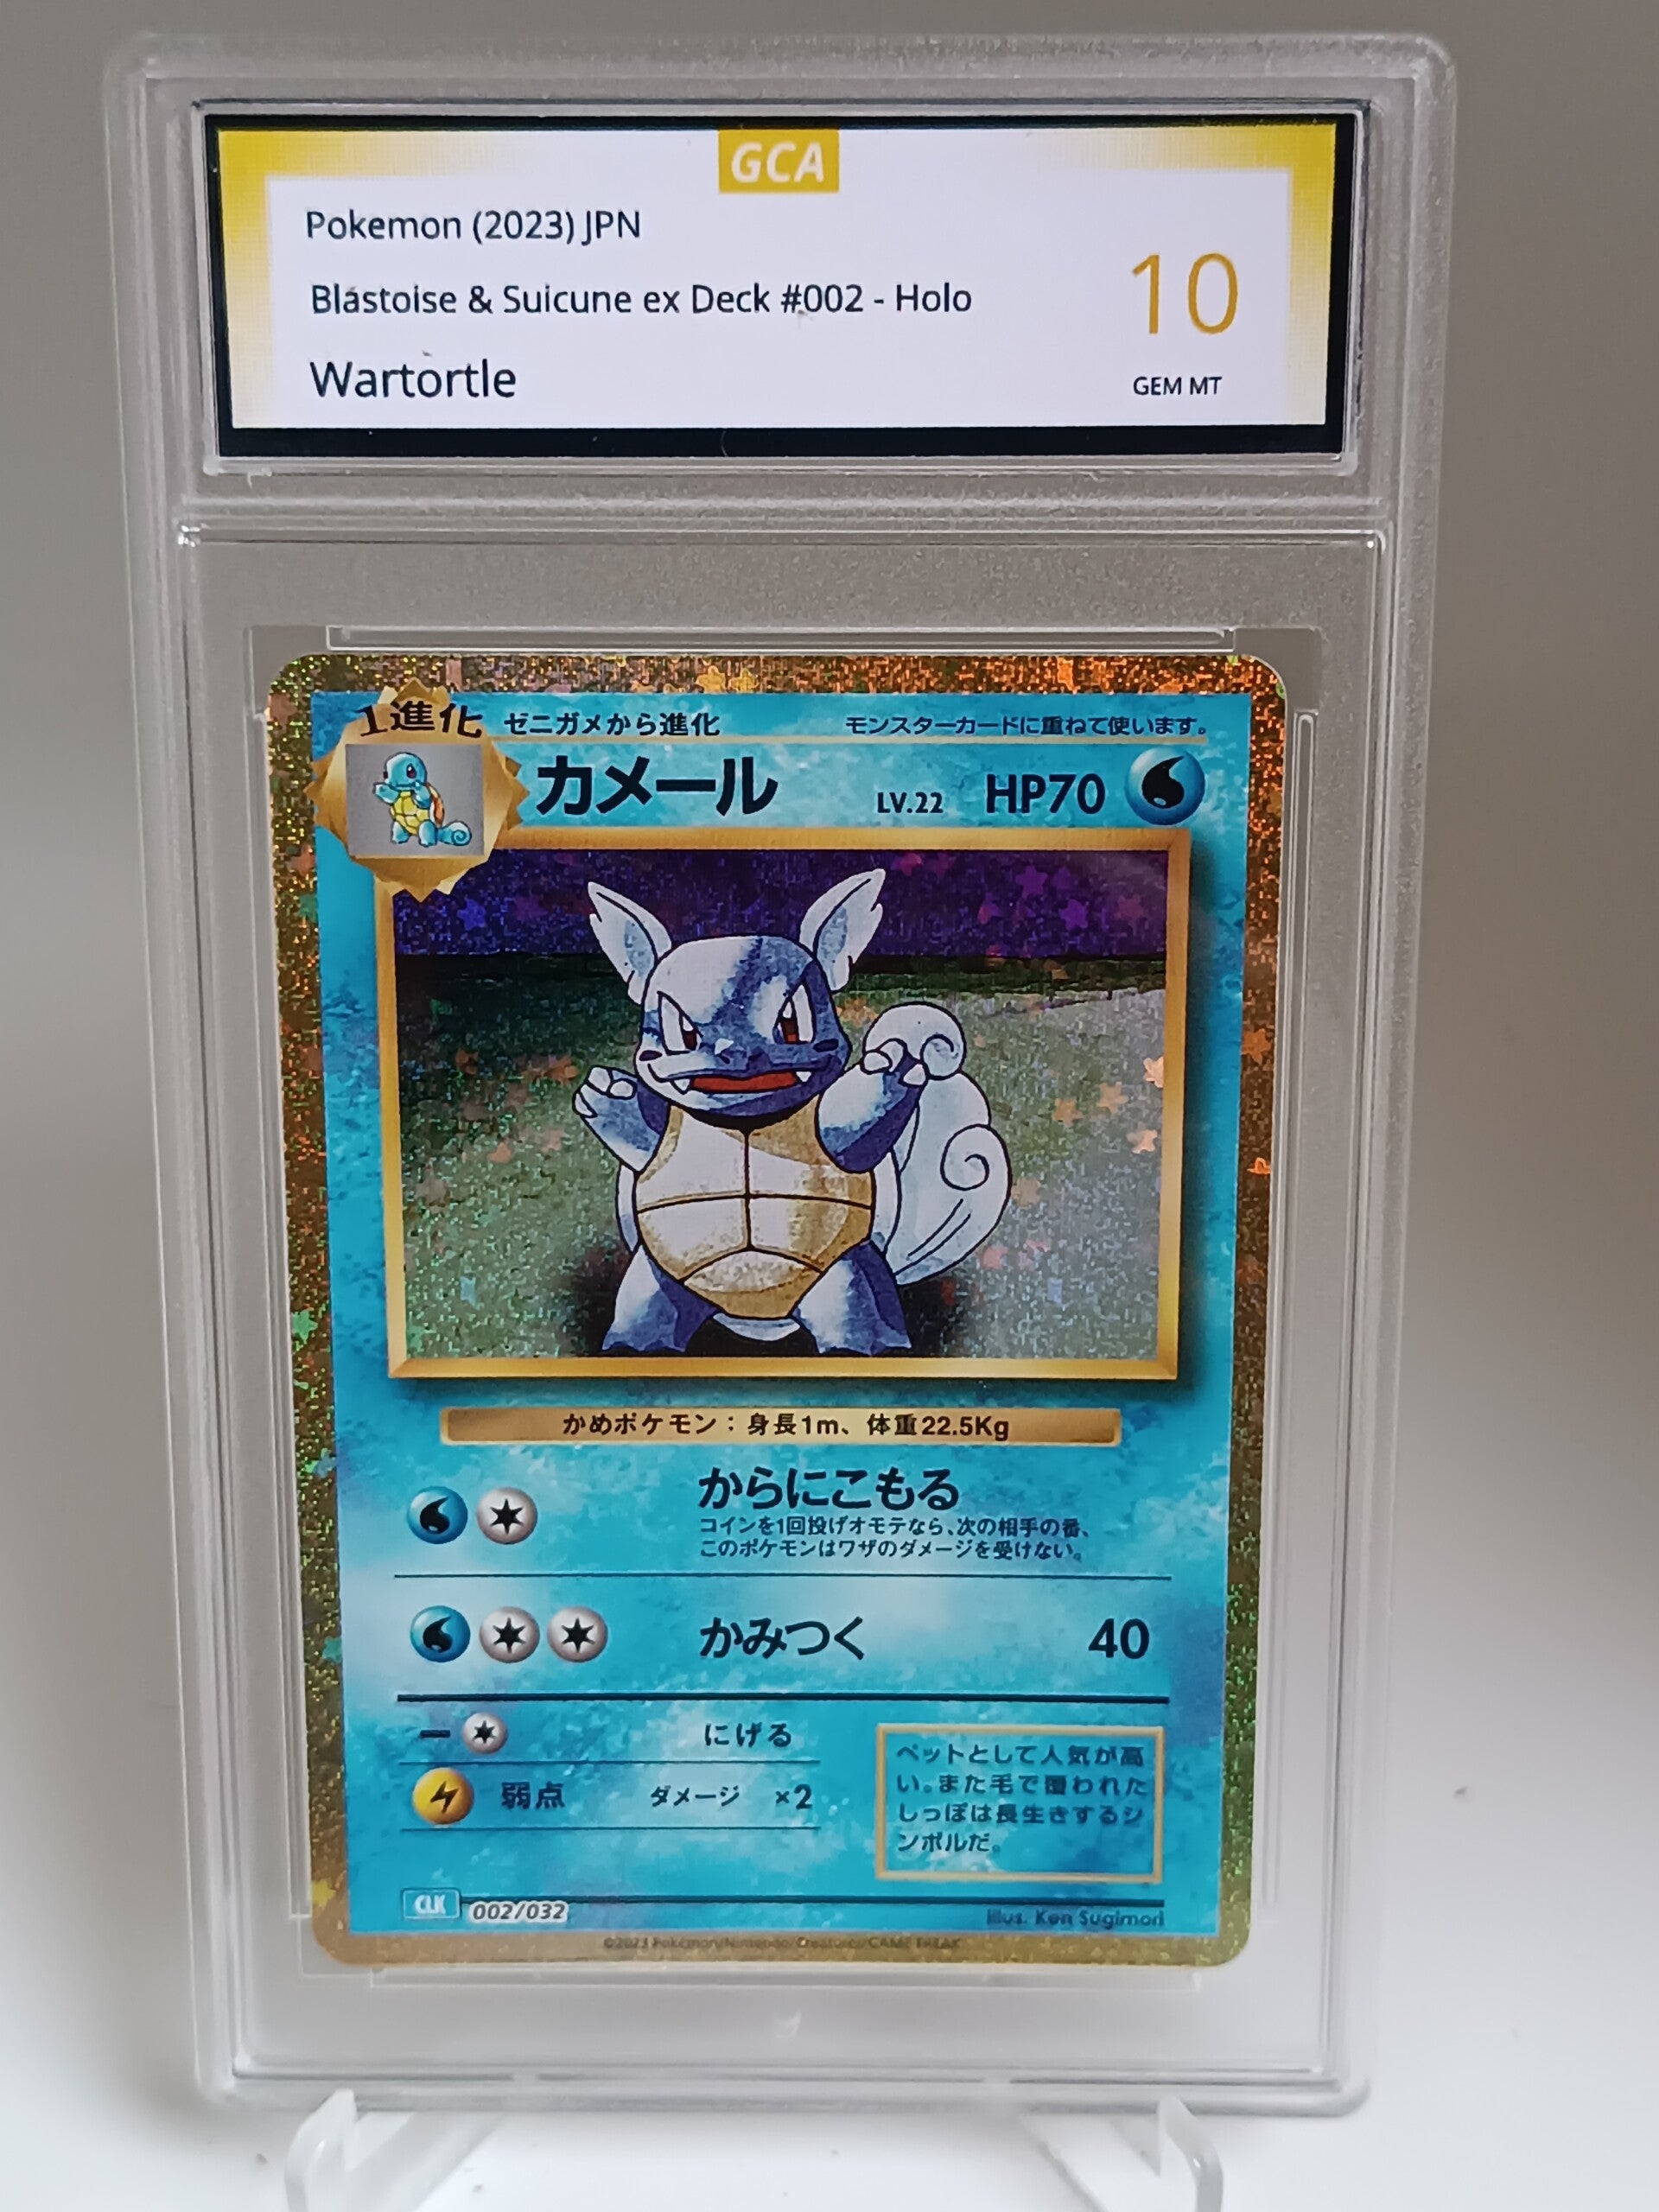 GCA
Pokemon (2023) JPN
Blastoise & Suicune ex Deck #002 - Holo
Wartortle
10
GEM MT
1進化 ゼニガメから進化 モンスターカードに重ねて使います。
カメール LV.22 HP70
かめポケモン：身長1m、体重22.5Kg
からにこもる
コインを1回投げオモテなら、次の相手の番、
このポケモンはワザのダメージを受けない。
かみつく 40
にげる
弱点 ダメージ ×2
ペットとして人気が高
い。また毛で覆われた
しっぽは長生きするシ
ンボルだ。
CLK 002/032
Illus. Ken Sugimori
©2023 Pokémon/Nintendo/Creatures/GAME FREAK